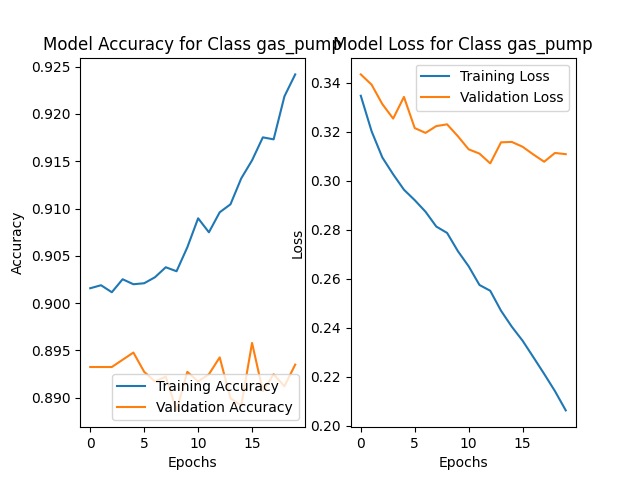 Model Accuracy for Class gas_pump
0.925
0.920
0.915
0.910
0.905
0.900
0.895
0.890
Accuracy
Training Accuracy
Validation Accuracy
0 5 10 15
Epochs
Model Loss for Class gas_pump
Training Loss
Validation Loss
0.34
0.32
0.30
0.28
0.26
0.24
0.22
0.20
Loss
0 5 10 15
Epochs